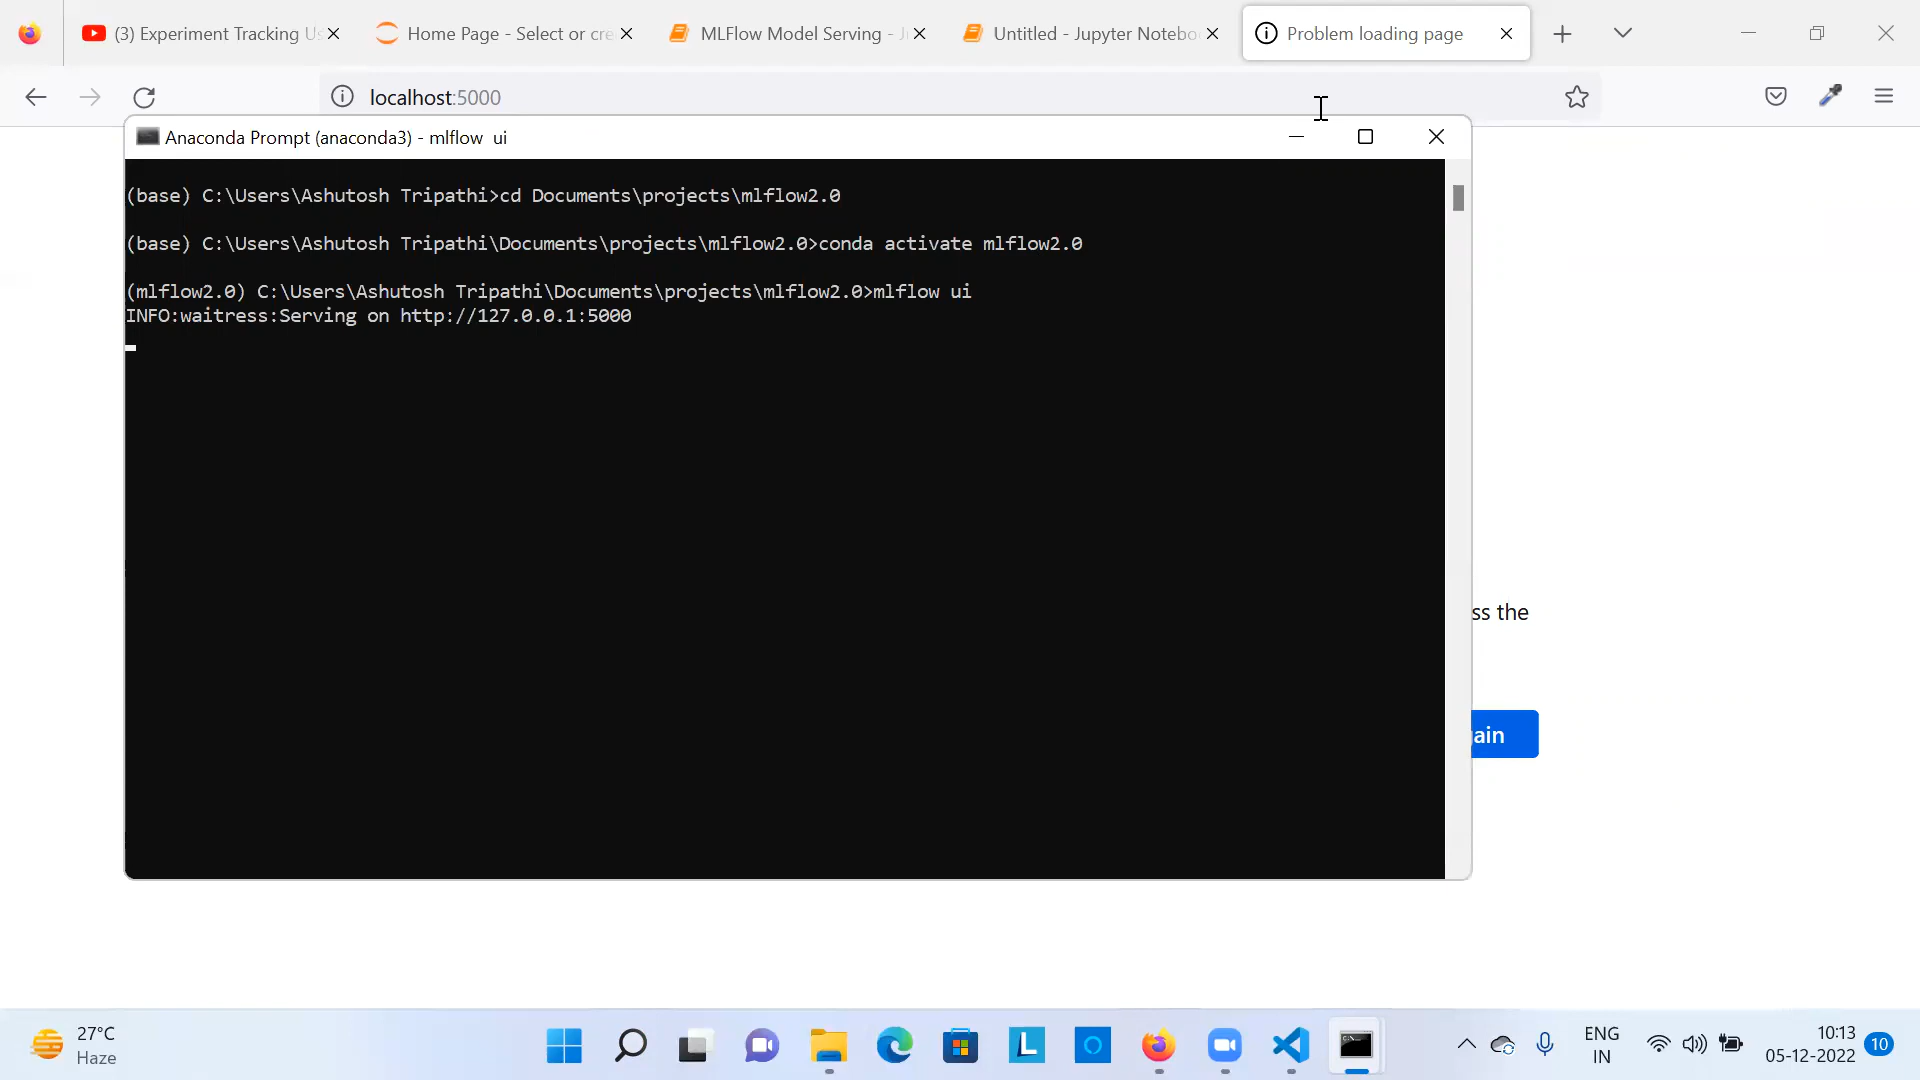 (3) Experiment Tracking Us
Home Page - Select or cre
MLFlow Model Serving - J
Untitled - Jupyter Notebo
Problem loading page
localhost:5000
Anaconda Prompt (anaconda3) - mlflow  ui
(base) C:\Users\Ashutosh Tripathi>cd Documents\projects\mlflow2.0
(base) C:\Users\Ashutosh Tripathi\Documents\projects\mlflow2.0>conda activate mlflow2.0
(mlflow2.0) C:\Users\Ashutosh Tripathi\Documents\projects\mlflow2.0>mlflow ui
INFO:waitress:Serving on http://127.0.0.1:5000
ss the
ain
27°C
Haze
ENG
IN
10:13
05-12-2022
10